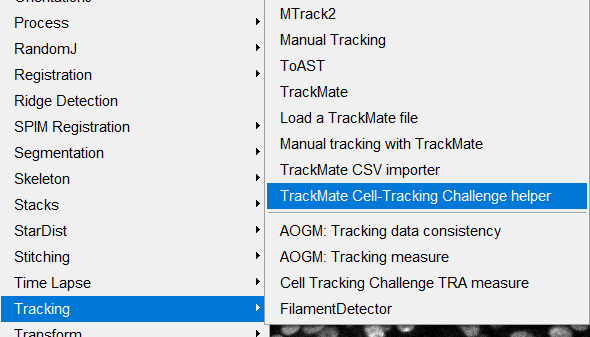 Orientations
Process
RandomJ
Registration
Ridge Detection
SPIM Registration
Segmentation
Skeleton
Stacks
StarDist
Stitching
Time Lapse
Tracking
Transform
MTrack2
Manual Tracking
ToAST
TrackMate
Load a TrackMate file
Manual tracking with TrackMate
TrackMate CSV importer
TrackMate Cell-Tracking Challenge helper
AOGM: Tracking data consistency
AOGM: Tracking measure
Cell Tracking Challenge TRA measure
FilamentDetector